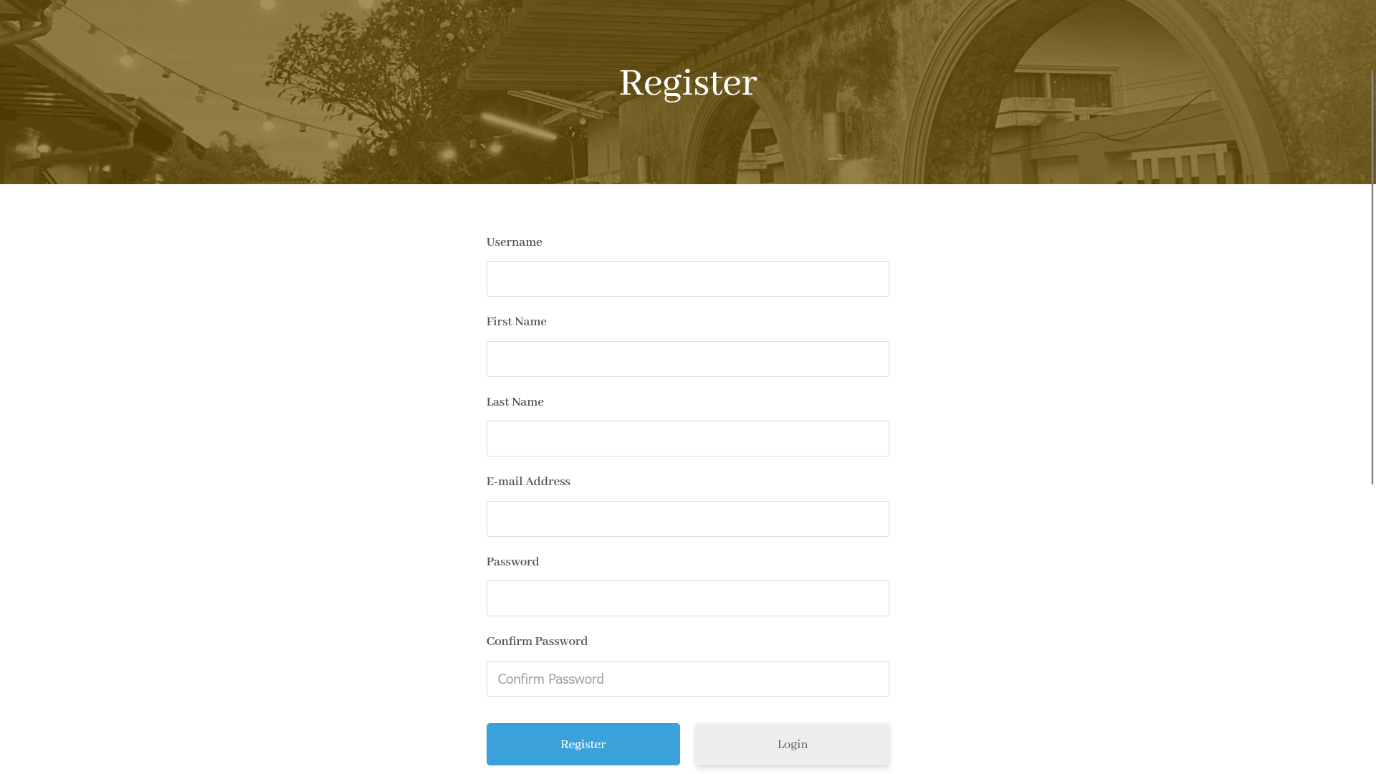 Register
Username
First Name
Last Name
E-mail Address
Password
Confirm Password
Confirm Password
Register
Login